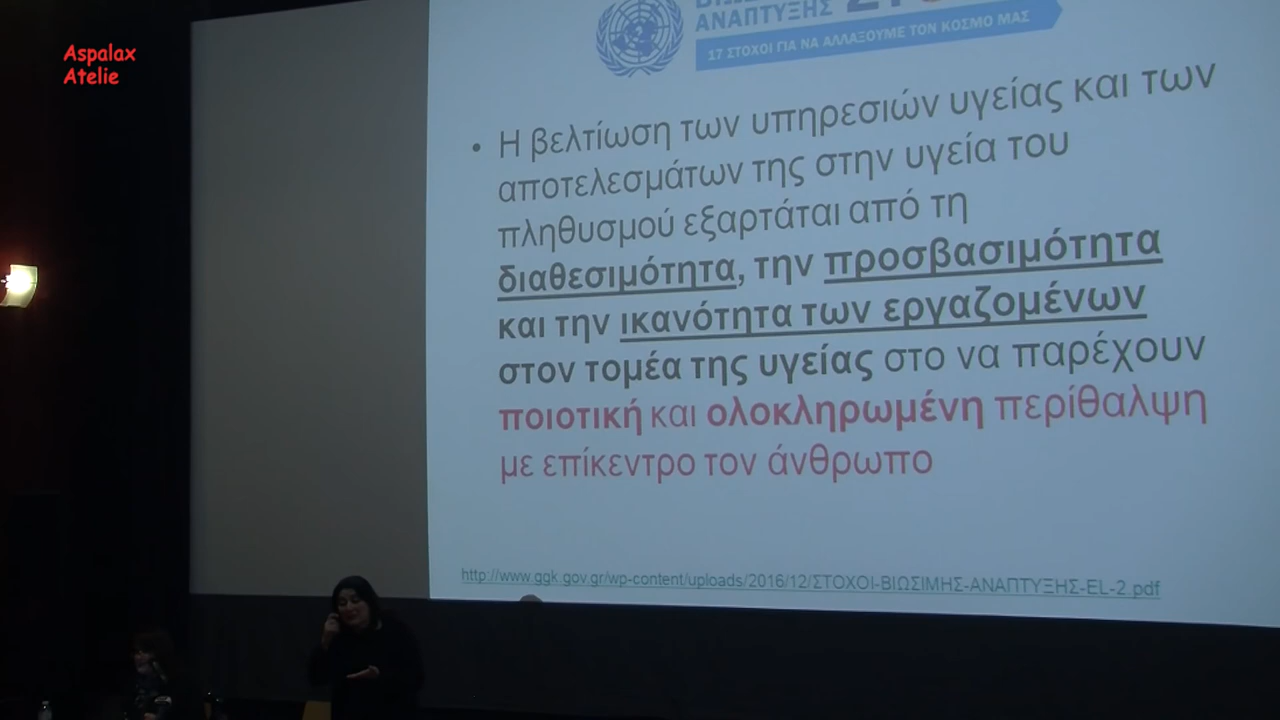 Aspalax
Atelie
ΑΝΑΠΤΥΞΗΣ
17 ΣΤΟΧΟΙ ΓΙΑ ΝΑ ΑΛΛΑΞΟΥΜΕ ΤΟΝ ΚΟΣΜΟ ΜΑΣ
• Η βελτίωση των υπηρεσιών υγείας και των
αποτελεσμάτων της στην υγεία του
πληθυσμού εξαρτάται από τη
διαθεσιμότητα, την προσβασιμότητα
και την ικανότητα των εργαζομένων
στον τομέα της υγείας στο να παρέχουν
ποιοτική και ολοκληρωμένη περίθαλψη
με επίκεντρο τον άνθρωπο
http://www.ggk.gov.gr/wp-content/uploads/2016/12/ΣΤΟΧΟΙ-ΒΙΩΣΙΜΗΣ-ΑΝΑΠΤΥΞΗΣ-EL-2.pdf